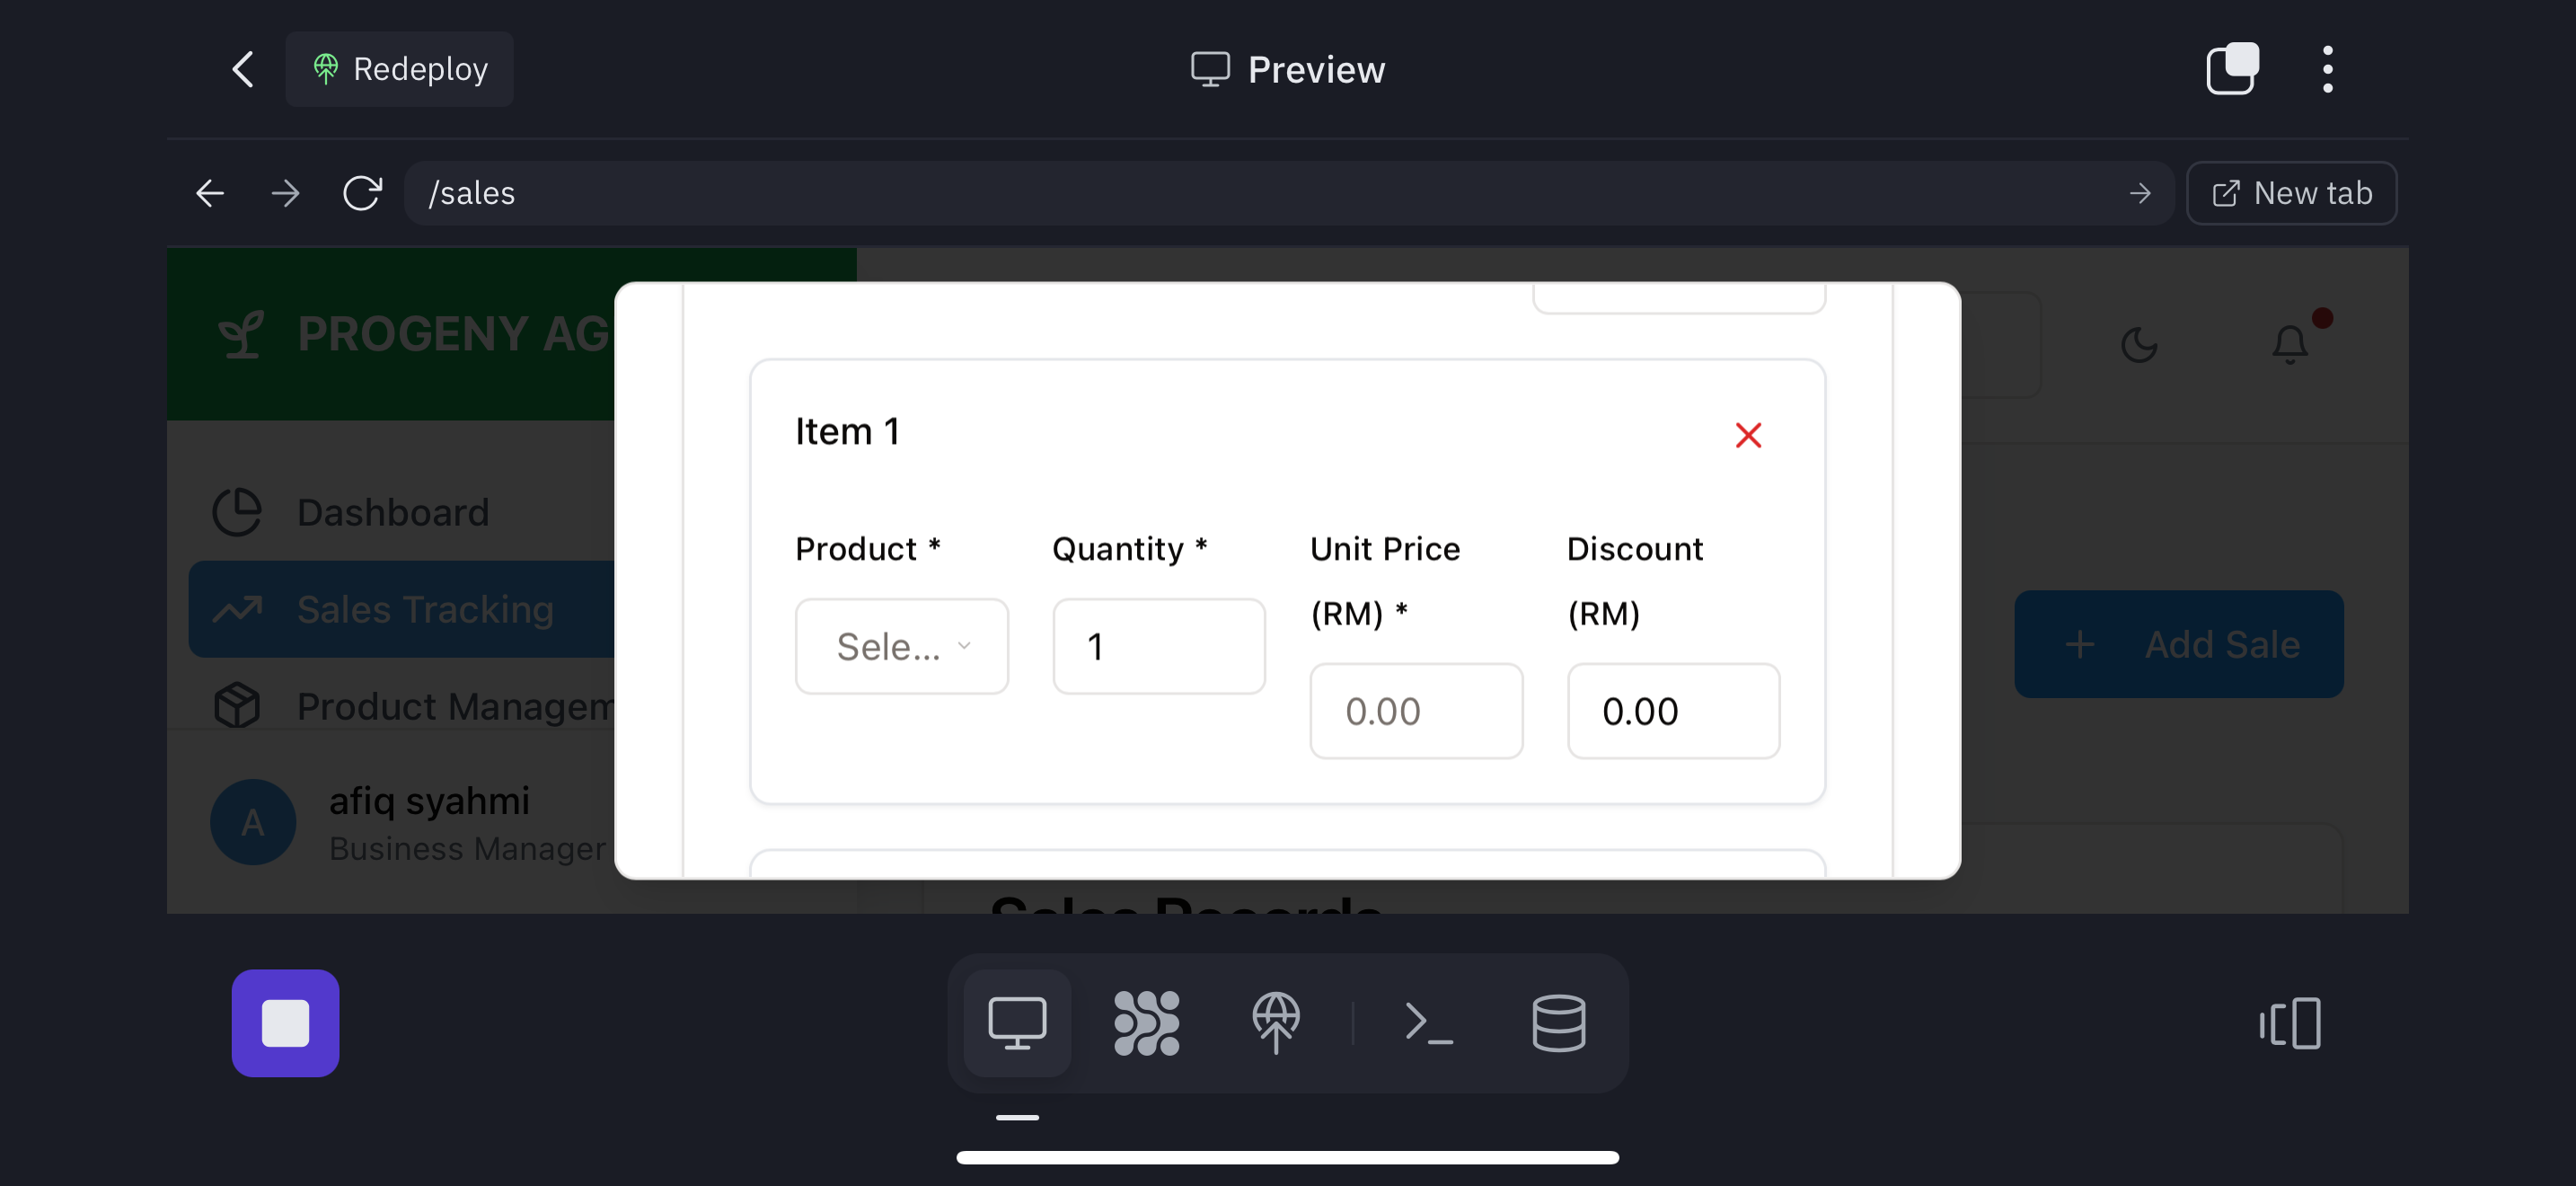 Redeploy
Preview
/sales
New tab
PROGENY AG
Dashboard
Sales Tracking
Product Managem
A
afiq syahmi
Business Manager
Item 1
Product *
Quantity *
Unit Price
(RM) *
Discount
(RM)
Sele...
1
0.00
0.00
Add Sale
Sales Records